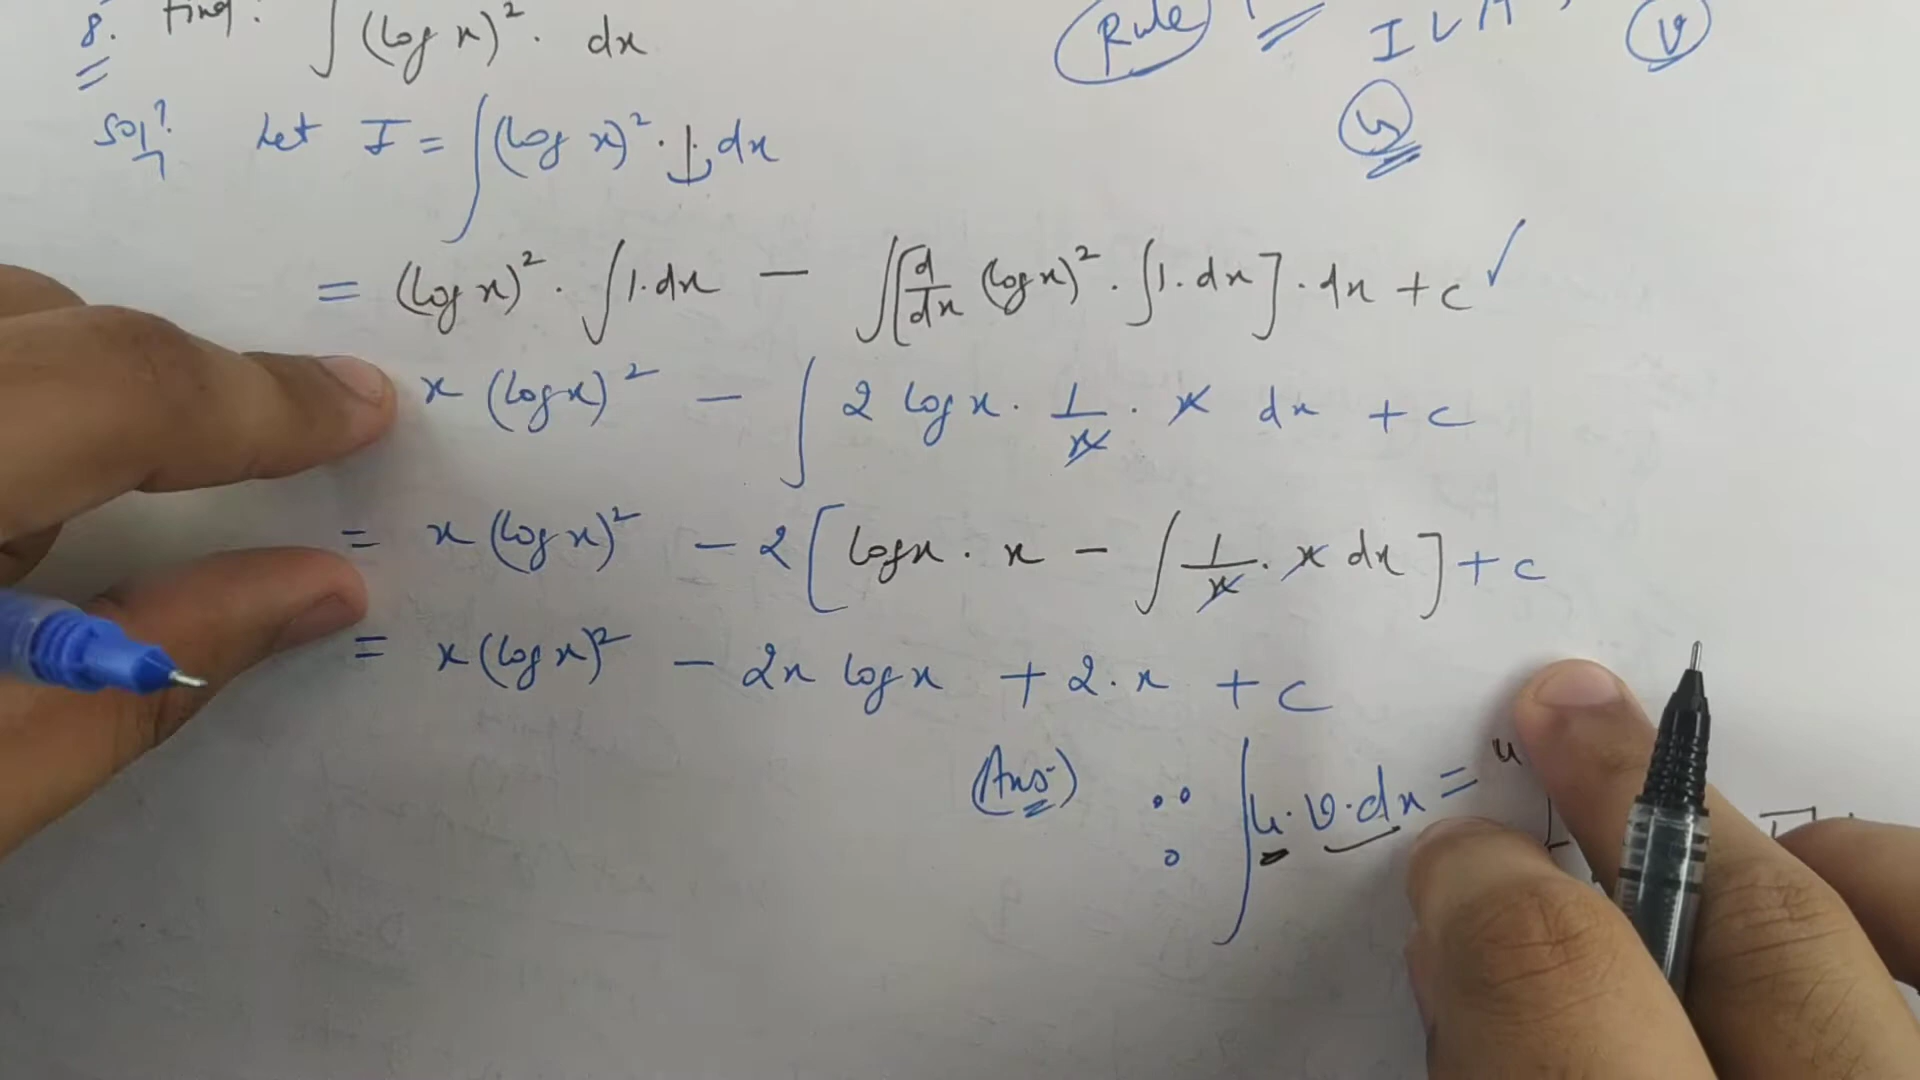 8. Find: ∫(log x)². dx
Rule I L A
v
u
Sol? Let I = ∫(log x)². 1. dx
= (log x)². ∫1.dx − ∫[d/dx (log x)². ∫1.dx].dx + c ✓
x (log x)² − ∫ 2 log x. 1/x . x dx + c
= x (log x)² − 2 [log x . x − ∫ 1/x . x dx] + c
= x (log x)² − 2x log x + 2. x + c
(Ans) ∵ ∫u. v. dx = u